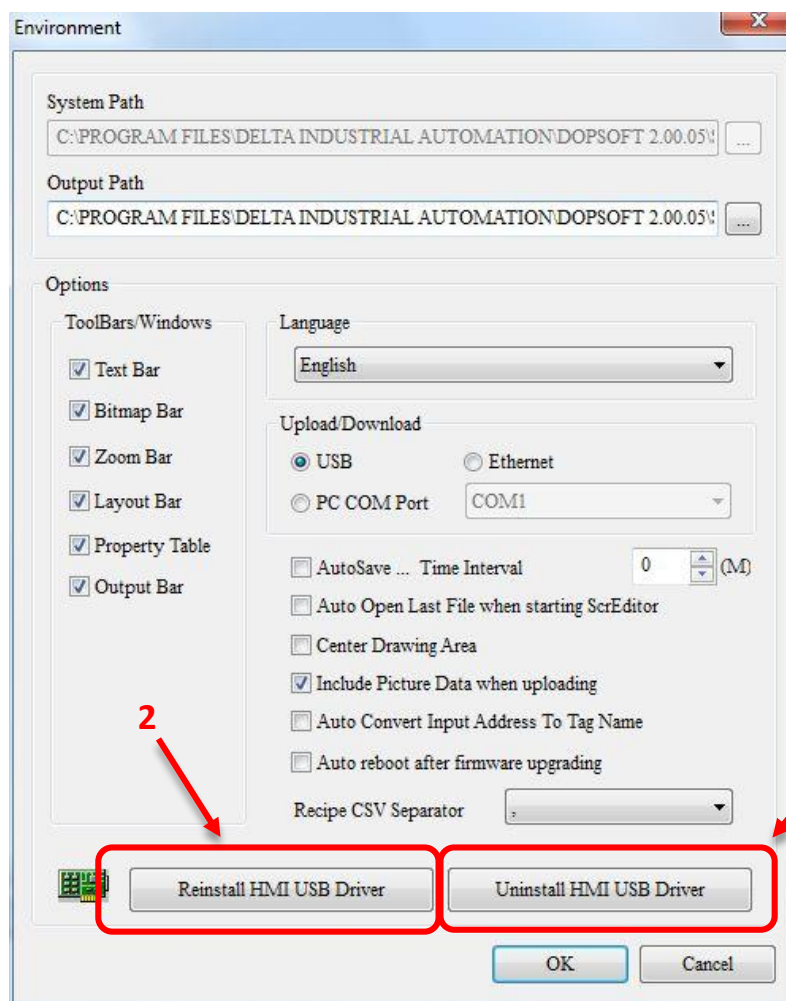 Environment
System Path
C:\PROGRAM FILES\DELTA INDUSTRIAL AUTOMATION\DOPSOFT 2.00.05\
...
Output Path
C:\PROGRAM FILES\DELTA INDUSTRIAL AUTOMATION\DOPSOFT 2.00.05\
...
Options
ToolBars/Windows
Text Bar
Bitmap Bar
Zoom Bar
Layout Bar
Property Table
Output Bar
Language
English
Upload/Download
USB Ethernet
PC COM Port COM1
AutoSave ... Time Interval 0 (M)
Auto Open Last File when starting ScrEditor
Center Drawing Area
Include Picture Data when uploading
Auto Convert Input Address To Tag Name
Auto reboot after firmware upgrading
Recipe CSV Separator ,
2
Reinstall HMI USB Driver
Uninstall HMI USB Driver
OK Cancel